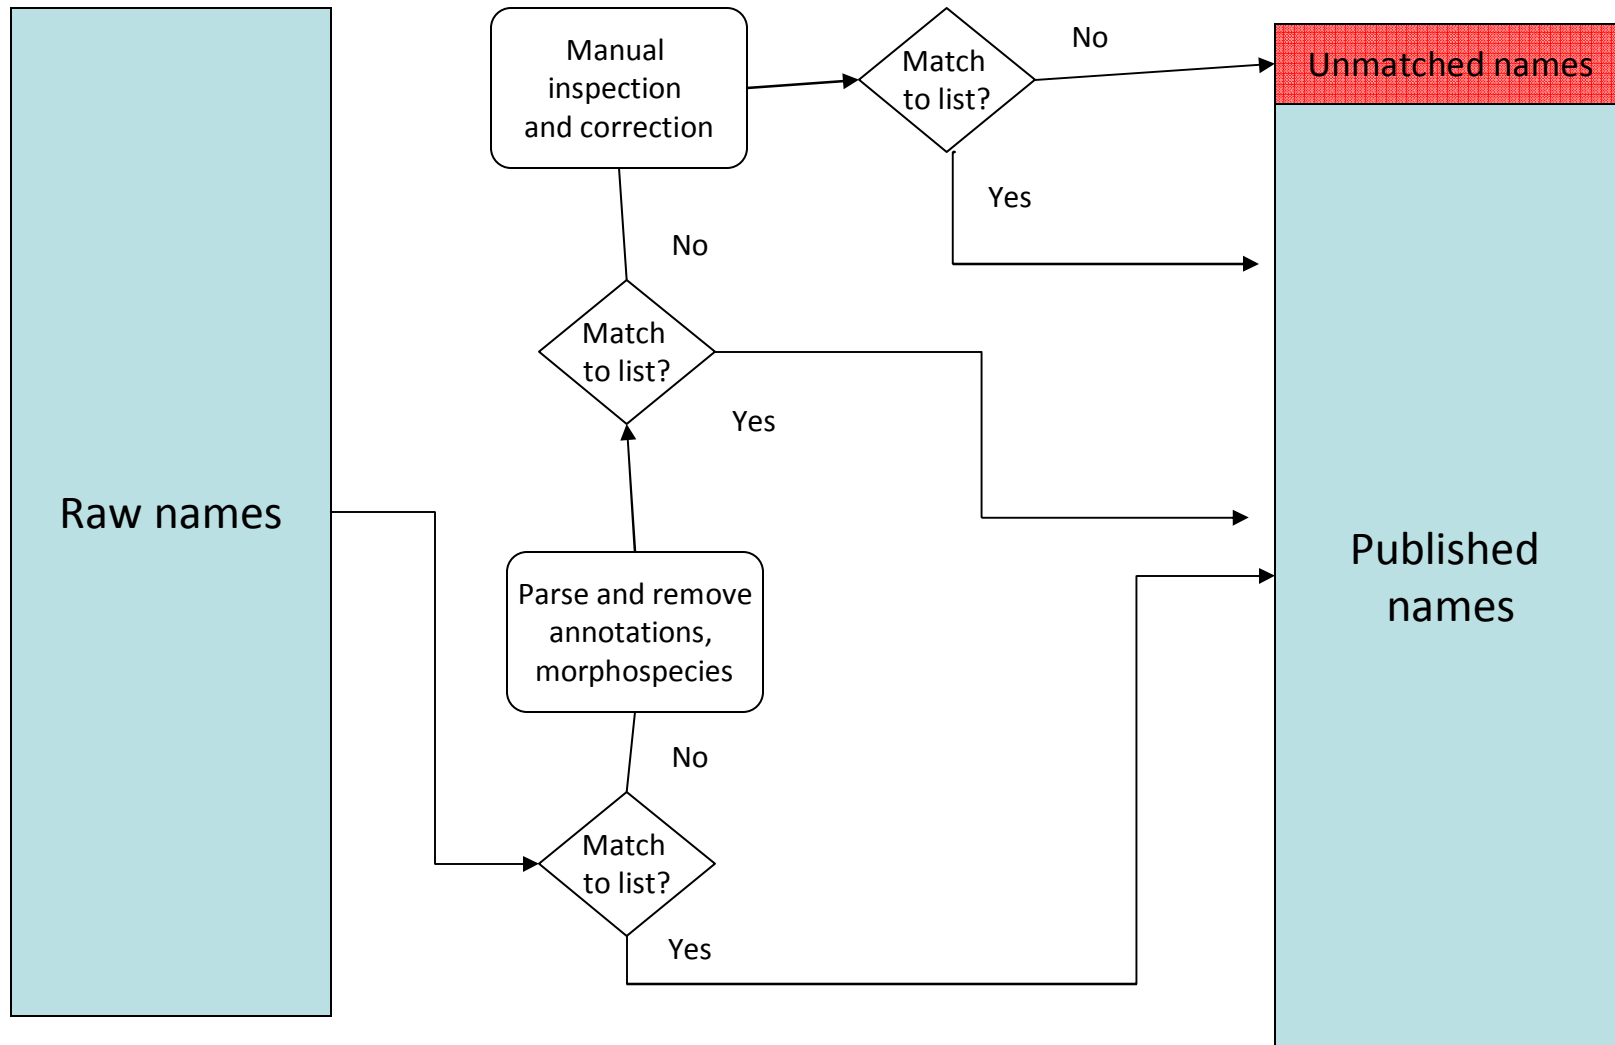 Manual
inspection
and correction
Match
to list?
No
Unmatched names
Yes
No
Match
to list?
Yes
Raw names
Parse and remove
annotations,
morphospecies
Published
names
No
Match
to list?
Yes